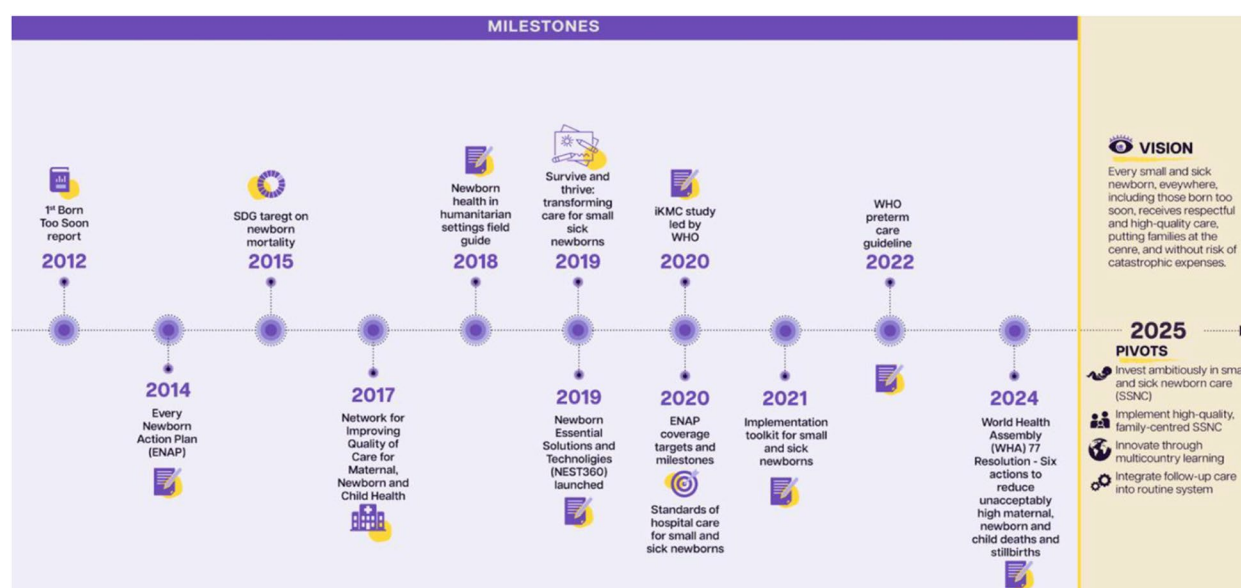 MILESTONES
1st Born
Too Soon
report
2012
2014
Every
Newborn
Action Plan
(ENAP)
SDG taregt on
newborn
mortality
2015
2017
Network for
Improving
Quality of
Care for
Maternal,
Newborn and
Child Health
Newborn
health in
humanitarian
settings field
guide
2018
Survive and
thrive:
transforming
care for small
sick
newborns
2019
2019
Newborn
Essential
Solutions and
Technoligies
(NEST360)
launched
iKMC study
led by
WHO
2020
2020
ENAP
coverage
targets and
milestones
Standards of
hospital care
for small and
sick newborns
2021
Implementation
toolkit for small
and sick
newborns
WHO
preterm
care
guideline
2022
2024
World Health
Assembly
(WHA) 77
Resolution - Six
actions to
reduce
unacceptably
high maternal,
newborn and
child deaths and
stillbirths
VISION
Every small and sick
newborn, eveywhere,
including those born too
soon, receives respectful
and high-quality care,
putting families at the
cenre, and without risk of
catastrophic expenses.
2025
PIVOTS
Invest ambitiously in sma
and sick newborn care
(SSNC)
Implement high-quality,
family-centred SSNC
Innovate through
multicountry learning
Integrate follow-up care
into routine system